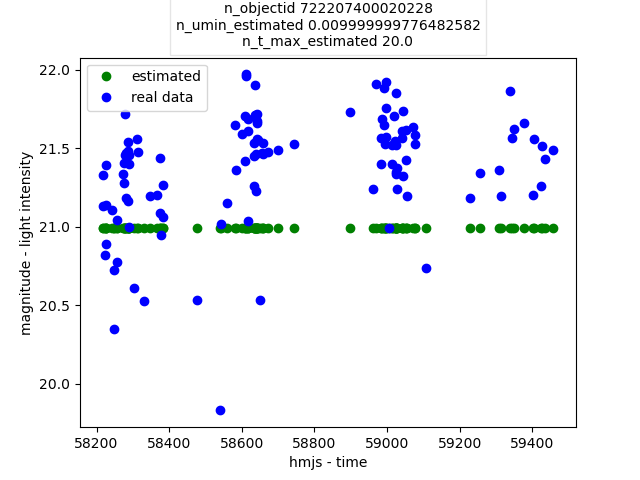 n_objectid 722207400020228
n_umin_estimated 0.009999999776482582
n_t_max_estimated 20.0
estimated
real data
22.0
21.5
21.0
20.5
20.0
magnitude - light intensity
58200 58400 58600 58800 59000 59200 59400
hmjs - time